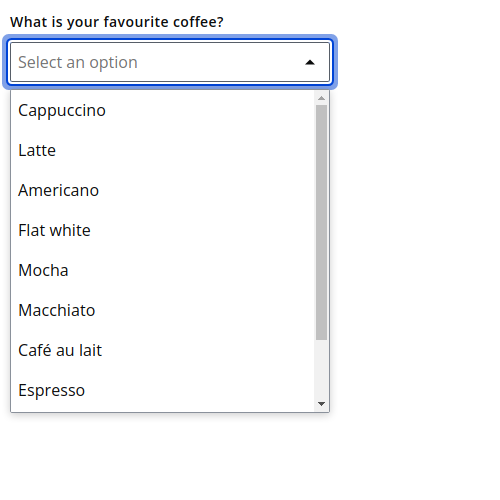 What is your favourite coffee?
Select an option
Cappuccino
Latte
Americano
Flat white
Mocha
Macchiato
Café au lait
Espresso